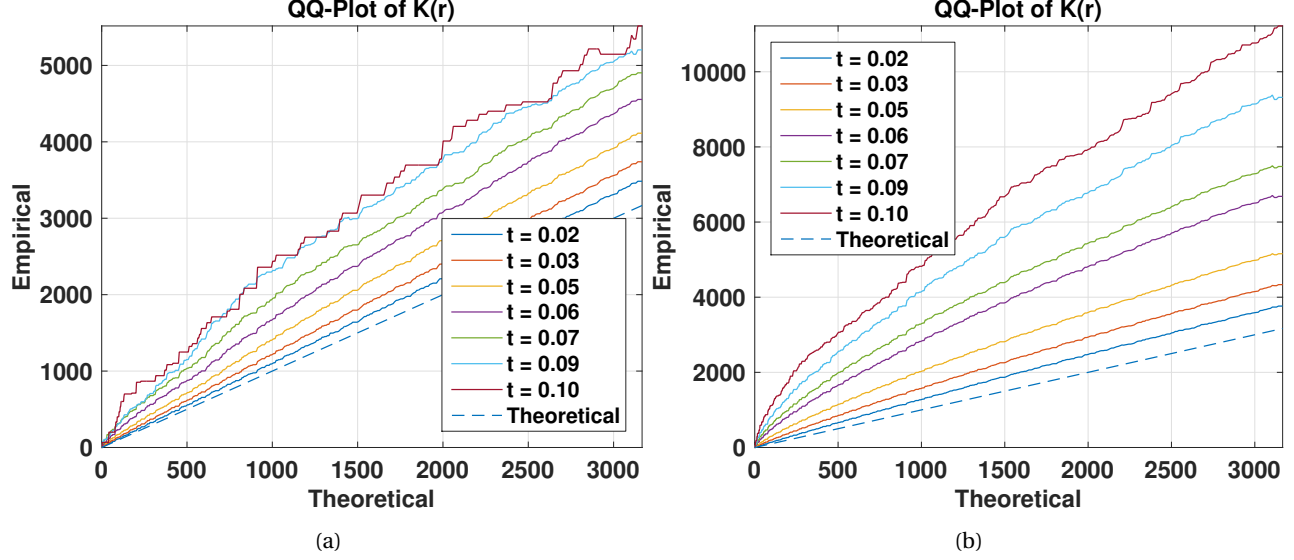 QQ-Plot of K(r)
5000
4000
3000
2000
1000
0
Empirical
t = 0.02
t = 0.03
t = 0.05
t = 0.06
t = 0.07
t = 0.09
t = 0.10
Theoretical
0 500 1000 1500 2000 2500 3000
Theoretical
(a)
QQ-Plot of K(r)
10000
8000
6000
4000
2000
0
Empirical
t = 0.02
t = 0.03
t = 0.05
t = 0.06
t = 0.07
t = 0.09
t = 0.10
Theoretical
0 500 1000 1500 2000 2500 3000
Theoretical
(b)